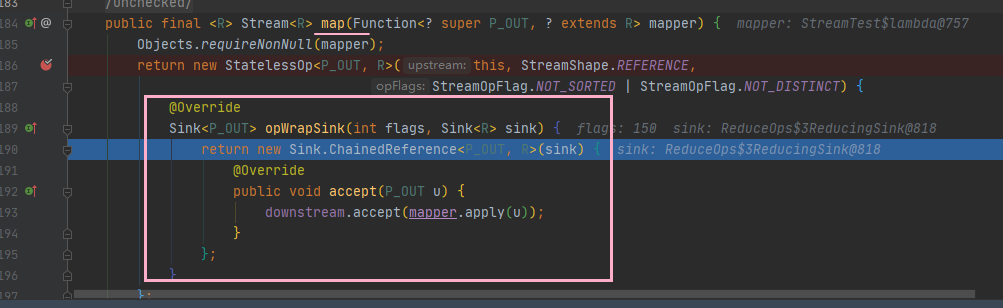 183 /Unchecked/
184 @ public final <R> Stream<R> map(Function<? super P_OUT, ? extends R> mapper) { mapper: StreamTest$lambda@757
185 Objects.requireNonNull(mapper);
186 return new StatelessOp<P_OUT, R>( upstream: this, StreamShape.REFERENCE,
187 opFlags: StreamOpFlag.NOT_SORTED | StreamOpFlag.NOT_DISTINCT) {
188 @Override
189 Sink<P_OUT> opWrapSink(int flags, Sink<R> sink) { flags: 150 sink: ReduceOps$3ReducingSink@818
190 return new Sink.ChainedReference<P_OUT, R>(sink) { sink: ReduceOps$3ReducingSink@818
191 @Override
192 public void accept(P_OUT u) {
193 downstream.accept(mapper.apply(u));
194 }
195 };
196 }
197 };